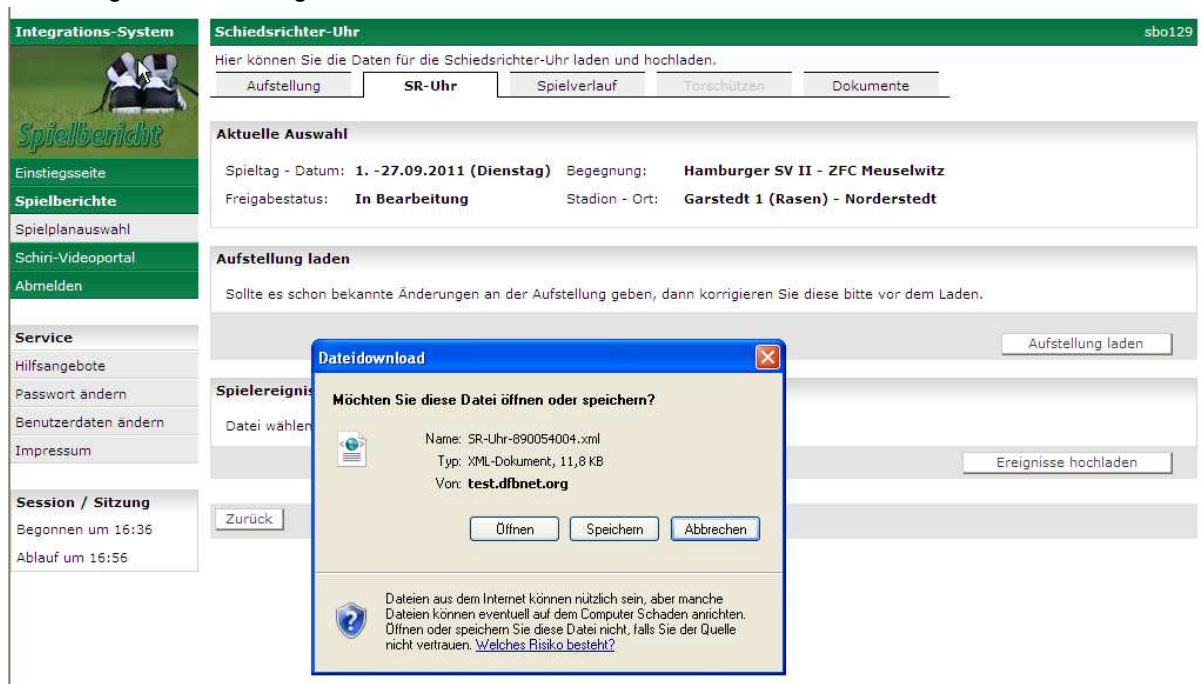 Integrations-System
Spielbericht
Einstiegsseite
Spielberichte
Spielplanauswahl
Schiri-Videoportal
Abmelden
Service
Hilfsangebote
Passwort ändern
Benutzerdaten ändern
Impressum
Session / Sitzung
Begonnen um 16:36
Ablauf um 16:56
Schiedsrichter-Uhr sbo129
Hier können Sie die Daten für die Schiedsrichter-Uhr laden und hochladen.
Aufstellung SR-Uhr Spielverlauf Torschützen Dokumente
Aktuelle Auswahl
Spieltag - Datum: 1. -27.09.2011 (Dienstag) Begegnung: Hamburger SV II - ZFC Meuselwitz
Freigabestatus: In Bearbeitung Stadion - Ort: Garstedt 1 (Rasen) - Norderstedt
Aufstellung laden
Sollte es schon bekannte Änderungen an der Aufstellung geben, dann korrigieren Sie diese bitte vor dem Laden.
Aufstellung laden
Spielereignis
Datei wählen
Ereignisse hochladen
Zurück
Dateidownload
Möchten Sie diese Datei öffnen oder speichern?
Name: SR-Uhr-890054004.xml
Typ: XML-Dokument, 11,8 KB
Von: test.dfbnet.org
Öffnen Speichern Abbrechen
Dateien aus dem Internet können nützlich sein, aber manche
Dateien können eventuell auf dem Computer Schaden anrichten.
Öffnen oder speichern Sie diese Datei nicht, falls Sie der Quelle
nicht vertrauen. Welches Risiko besteht?